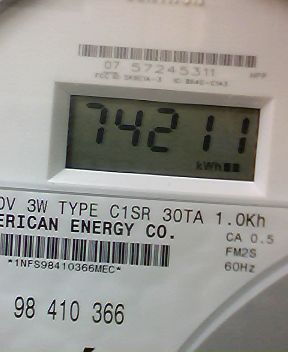 07 57245311
74211
kWh
0V 3W TYPE C1SR 30TA 1.0Kh
ERICAN ENERGY CO.
CA 0.5
FM2S
*1NFS98410366MEC*
60Hz
98 410 366